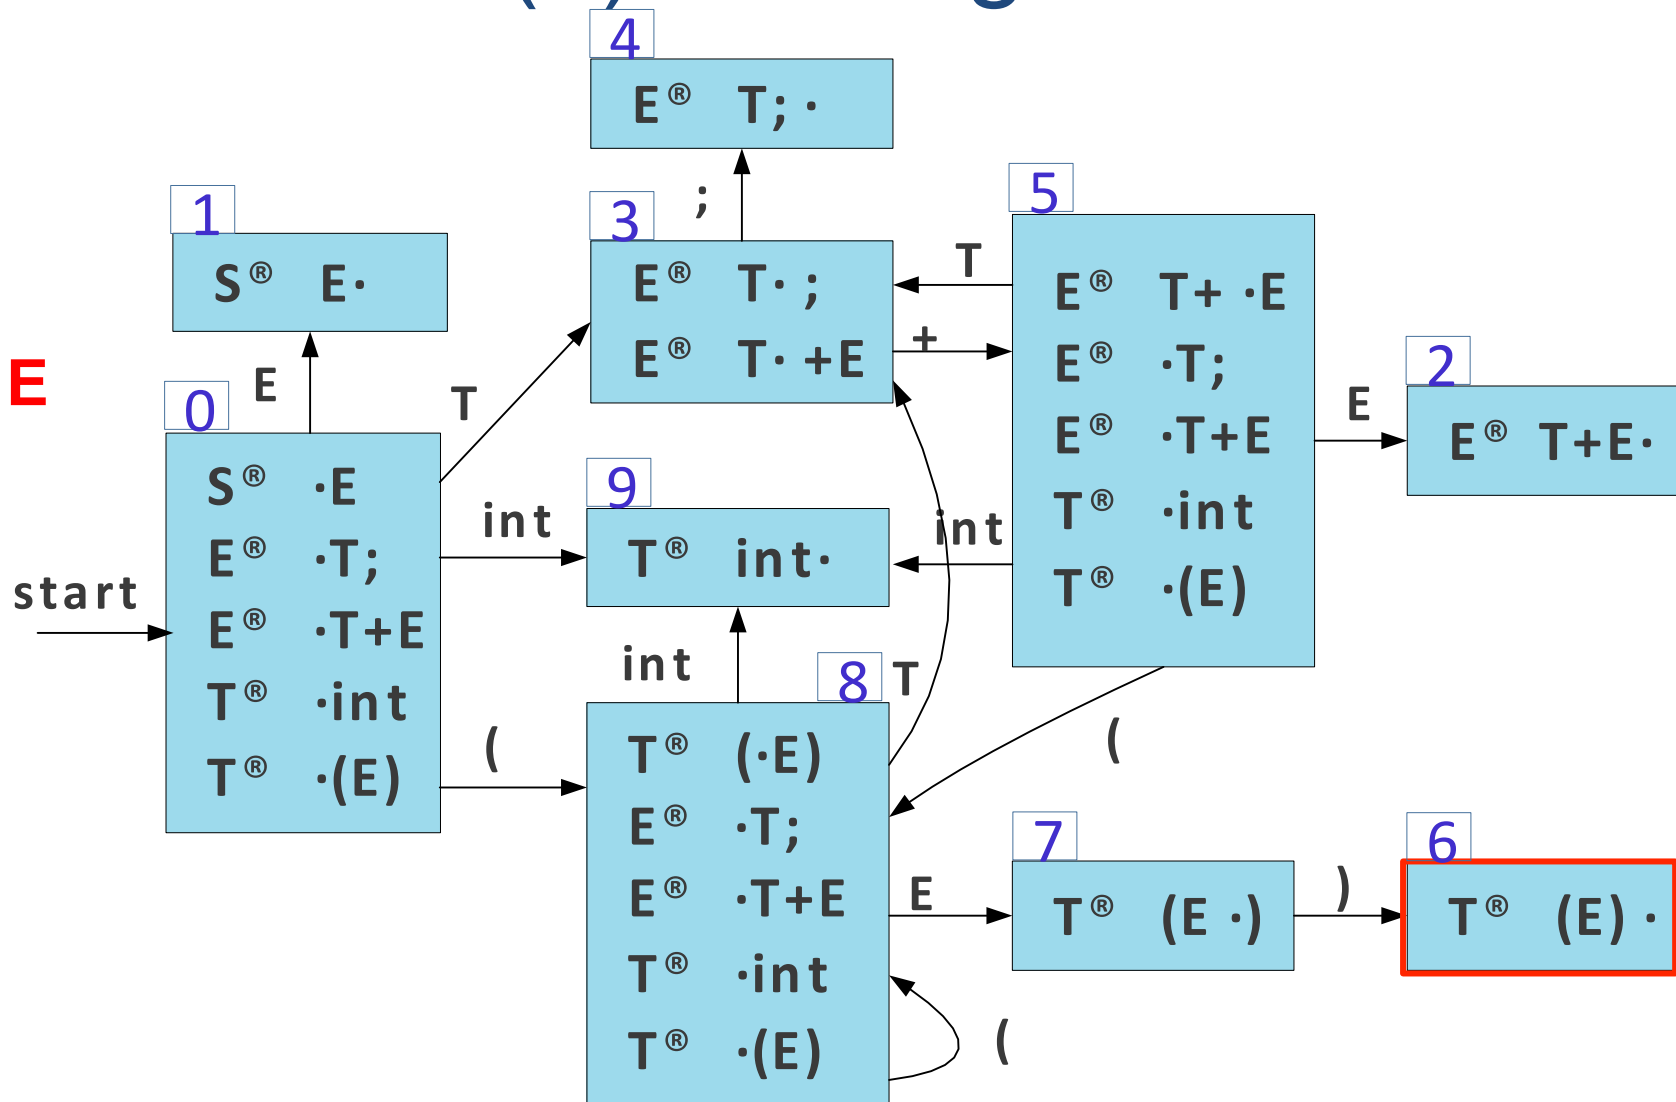 4
E® T;·
;
1
S® E·
3
E® T·;
E® T·+E
T
+
5
E® T+ ·E
E® ·T;
E® ·T+E
T® ·int
T® ·(E)
E
2
E® T+E·
E
E
T
0
S® ·E
E® ·T;
E® ·T+E
T® ·int
T® ·(E)
start
int
9
T® int·
int
int
(
8
T
T® (·E)
E® ·T;
E® ·T+E
T® ·int
T® ·(E)
(
E
7
T® (E ·)
)
6
T® (E) ·
(